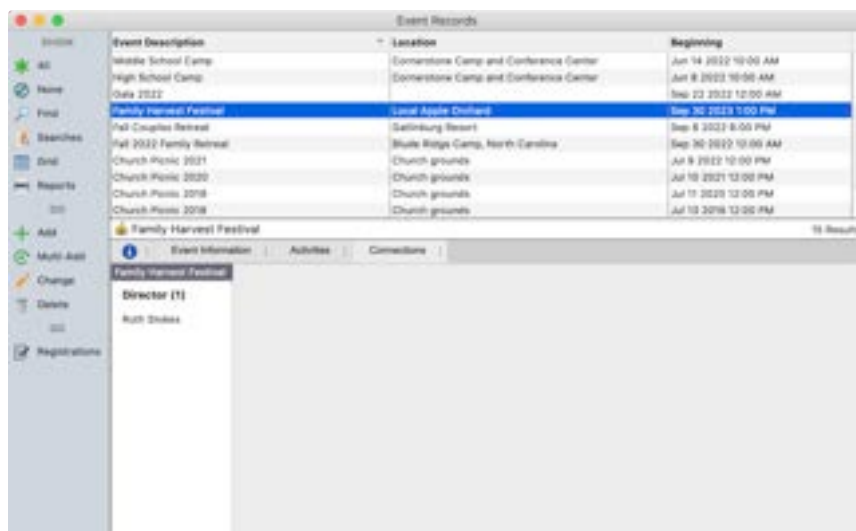 Event Records
All
None
Find
Searches
Grid
Reports
Add
Multi-Add
Change
Delete
Registrations
Event Description Location Beginning
Middle School Camp Cornerstone Camp and Conference Center Jun 14 2022 10:00 AM
High School Camp Cornerstone Camp and Conference Center Jun 8 2022 10:00 AM
Gala 2022 Sep 22 2022 12:00 AM
Family Harvest Festival Local Apple Orchard Sep 30 2023 1:00 PM
Fall Couples Retreat Gatlinburg Resort Sep 8 2022 6:00 PM
Fall 2022 Family Retreat Blude Ridge Camp, North Carolina Sep 30 2022 12:00 AM
Church Picnic 2021 Church grounds Jul 9 2022 12:00 PM
Church Picnic 2020 Church grounds Jul 10 2021 12:00 PM
Church Picnic 2019 Church grounds Jul 11 2020 12:00 PM
Church Picnic 2018 Church grounds Jul 13 2019 12:00 PM
Family Harvest Festival 15 Result
Event Information Activities Connections
Family Harvest Festival
Director (1)
Ruth Stokes